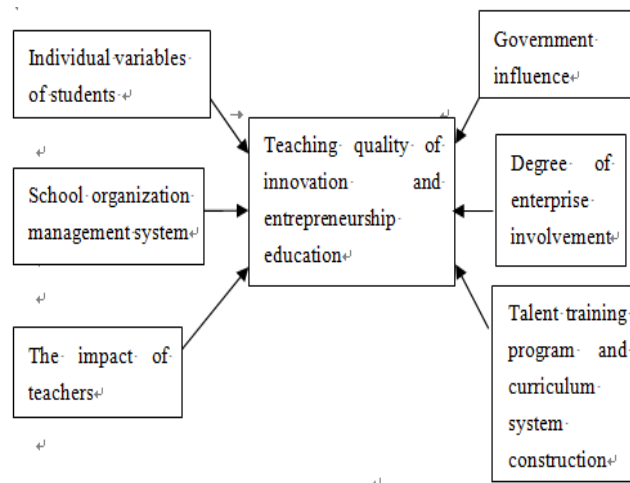 Individual variables
of students
School organization
management system
The impact of
teachers
Teaching quality of
innovation and
entrepreneurship
education
Government
influence
Degree of
enterprise
involvement
Talent training
program and
curriculum
system
construction